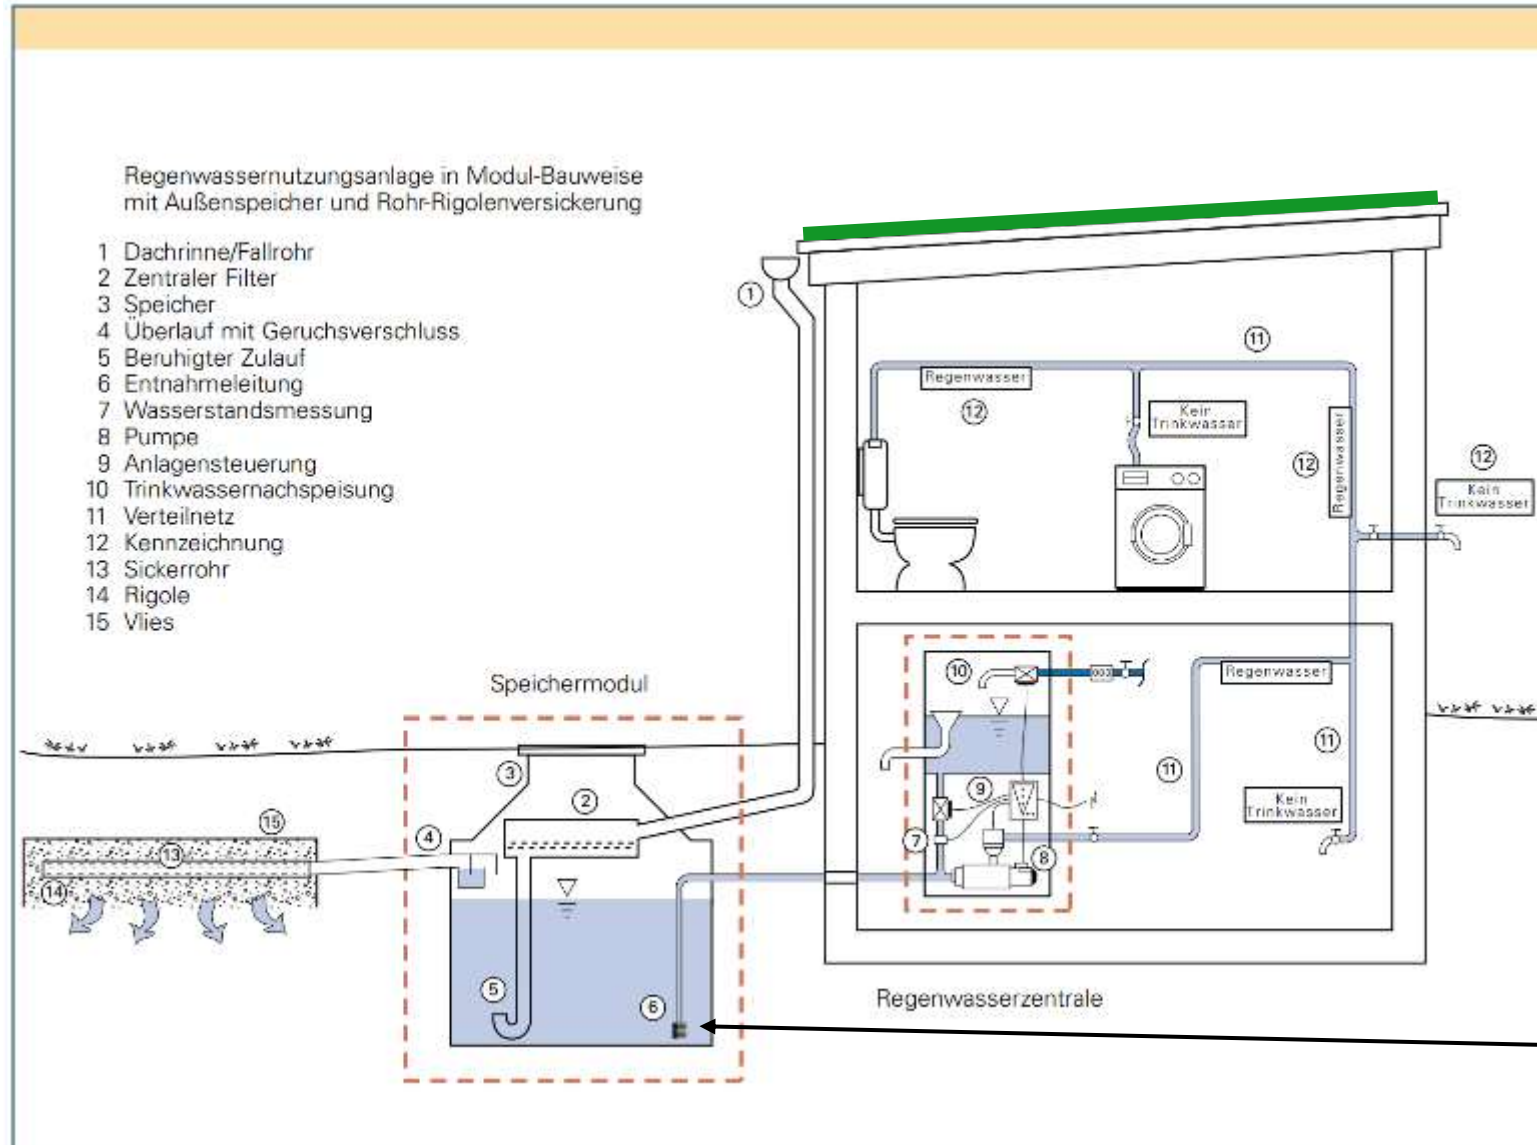 Regenwassernutzungsanlage in Modul-Bauweise
mit Außenspeicher und Rohr-Rigolenversickerung
1 Dachrinne/Fallrohr
2 Zentraler Filter
3 Speicher
4 Überlauf mit Geruchsverschluss
5 Beruhigter Zulauf
6 Entnahmeleitung
7 Wasserstandsmessung
8 Pumpe
9 Anlagensteuerung
10 Trinkwassernachspeisung
11 Verteilnetz
12 Kennzeichnung
13 Sickerrohr
14 Rigole
15 Vlies
1
11
Regenwasser
12
Kein
Trinkwasser
Regenwasser
12
12
Kein
Trinkwasser
Speichermodul
10
003
Regenwasser
3
2
9
11
11
Kein
Trinkwasser
15
4
13
7
8
14
5
6
Regenwasserzentrale